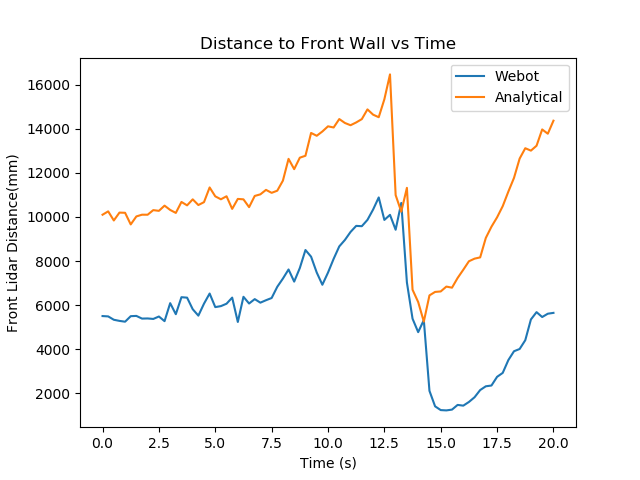 Distance to Front Wall vs Time
Webot
Analytical
Front Lidar Distance(mm)
16000
14000
12000
10000
8000
6000
4000
2000
0.0 2.5 5.0 7.5 10.0 12.5 15.0 17.5 20.0
Time (s)